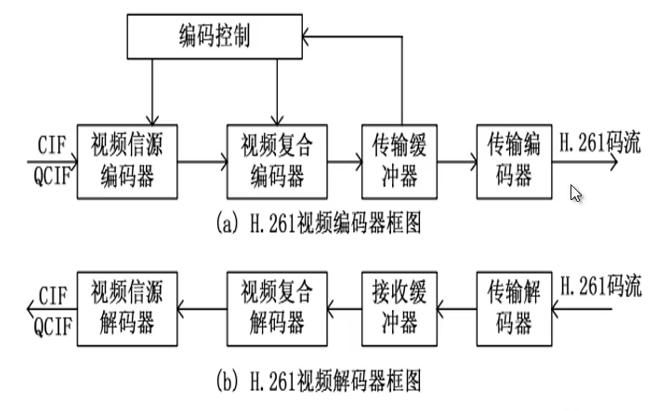 编码控制
CIF
QCIF
视频信源
编码器
视频复合
编码器
传输缓
冲器
传输编
码器
H.261码流
(a) H.261视频编码器框图
CIF
QCIF
视频信源
解码器
视频复合
解码器
接收缓
冲器
传输解
码器
H.261码流
(b) H.261视频解码器框图